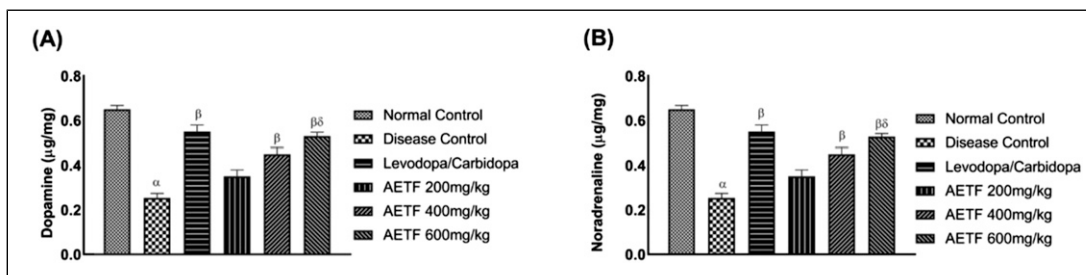 (A)
Dopamine (μg/mg)
0.8
0.6
0.4
0.2
0.0
α
β
β
βδ
Normal Control
Disease Control
Levodopa/Carbidopa
AETF 200mg/kg
AETF 400mg/kg
AETF 600mg/kg
(B)
Noradrenaline (μg/mg)
0.8
0.6
0.4
0.2
0.0
α
β
β
βδ
Normal Control
Disease Control
Levodopa/Carbidopa
AETF 200mg/kg
AETF 400mg/kg
AETF 600mg/kg